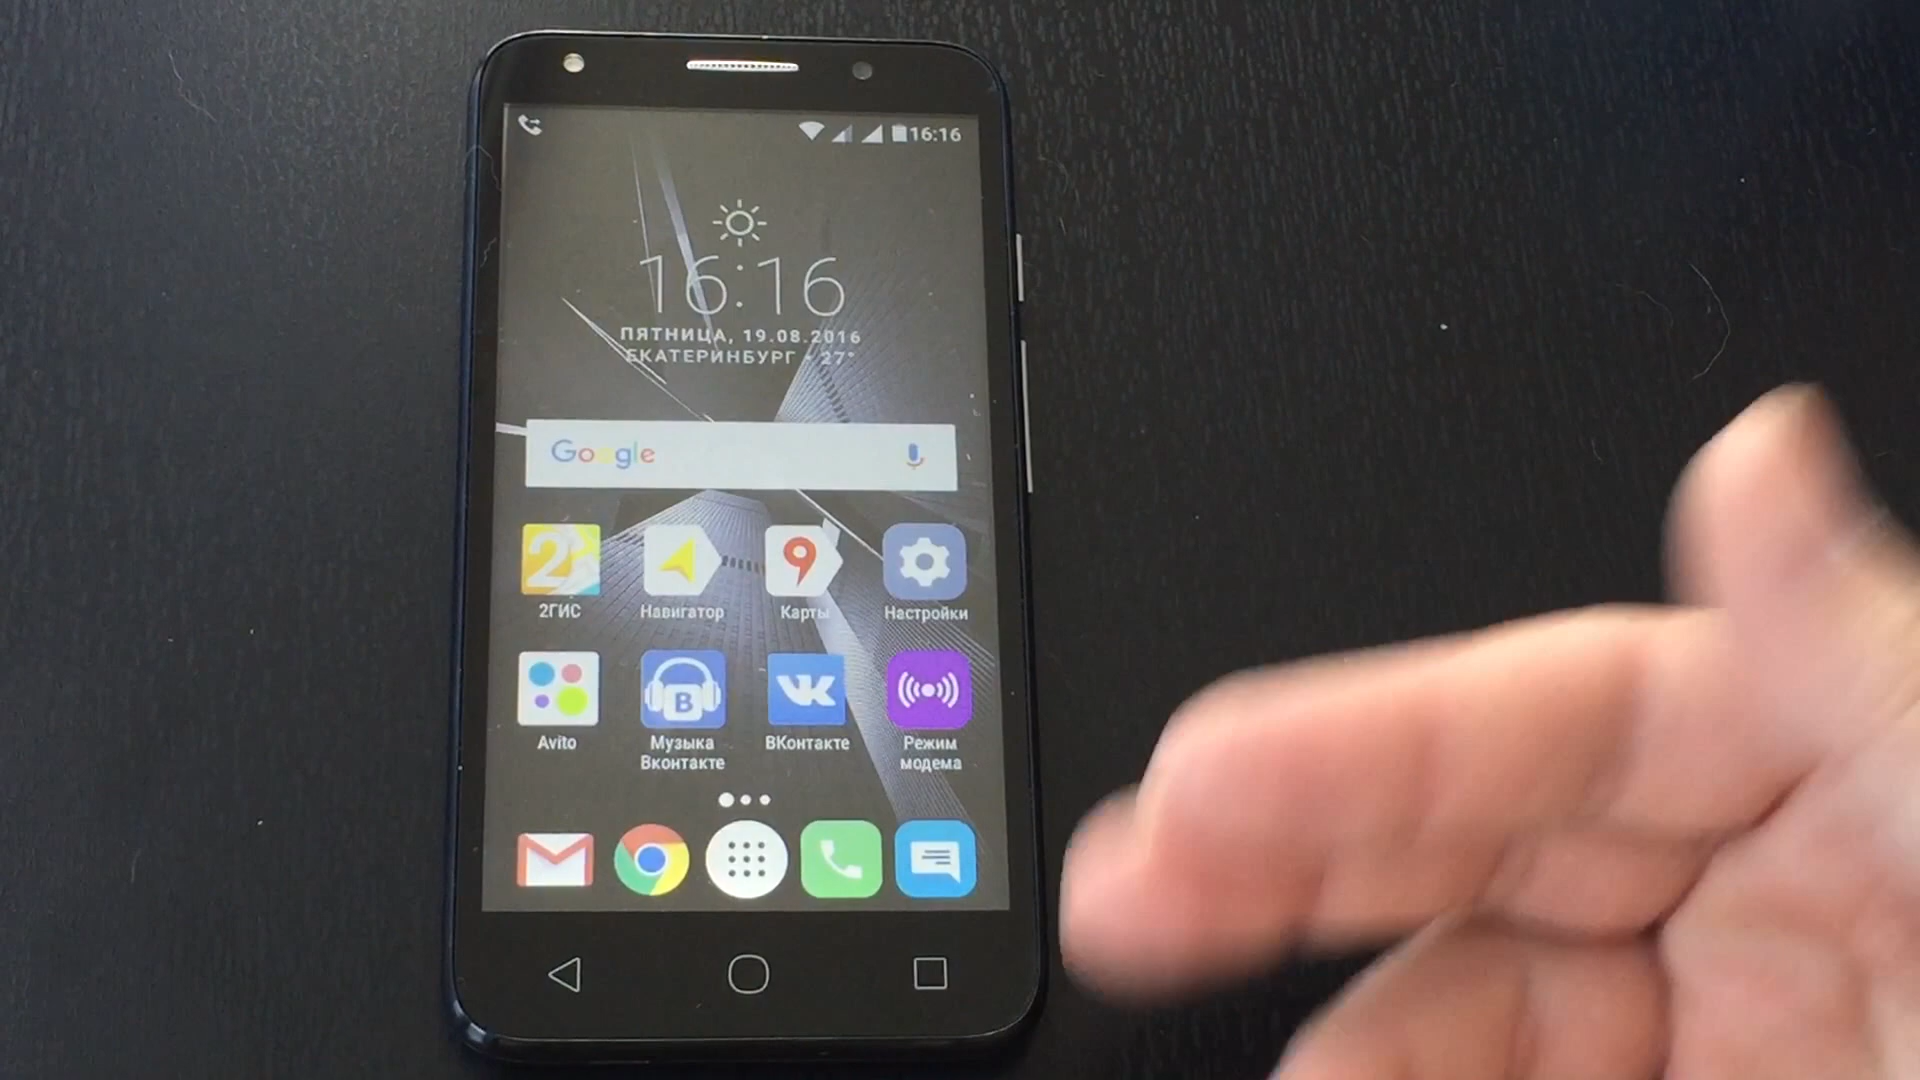 16:16
16:16
ПЯТНИЦА, 19.08.2016
ЕКАТЕРИНБУРГ • 27°
Google
2ГИС
Навигатор
Карты
Настройки
Avito
Музыка
Вконтакте
ВКонтакте
Режим
модема